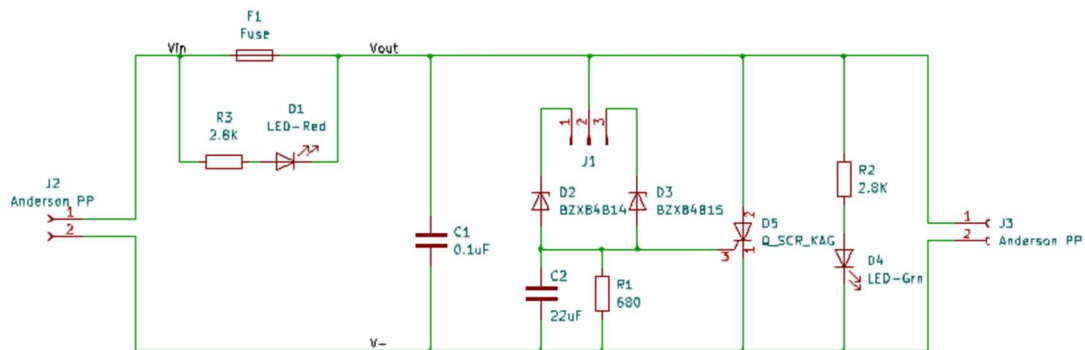 F1
Fuse
Vin
Vout
R3
2.8K
D1
LED-Red
1
2
3
J1
J2
Anderson PP
1
2
D2
BZX84B14
D3
BZX84B15
R2
2.8K
C1
0.1uF
2
D5
Q_SCR_KAG
3
1
1
J3
2
Anderson PP
C2
22uF
R1
680
D4
LED-Grn
V-